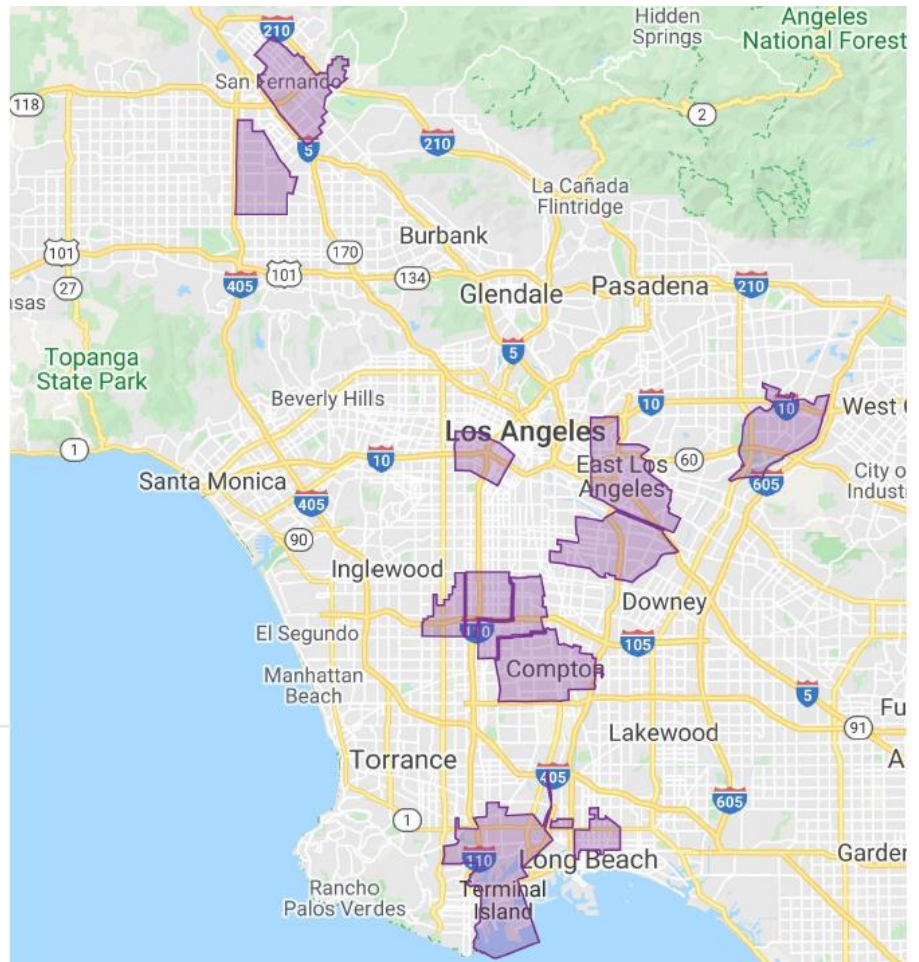 Hidden
Springs
Angeles
National Forest
210
San Fernando
118
2
5
210
La Cañada
Flintridge
Burbank
101
170
101
134
27
405
Glendale
Pasadena
210
sas
5
Topanga
State Park
Beverly Hills
10
10
West C
1
Los Angeles
10
60
Santa Monica
East Los
Angeles
605
City of
Industr
405
90
Inglewood
Downey
El Segundo
110
105
Manhattan
Beach
Compton
5
Fu
Lakewood
91
A
Torrance
405
605
1
110
Long Beach
Garden
Rancho
Palos Verdes
Terminal
Island